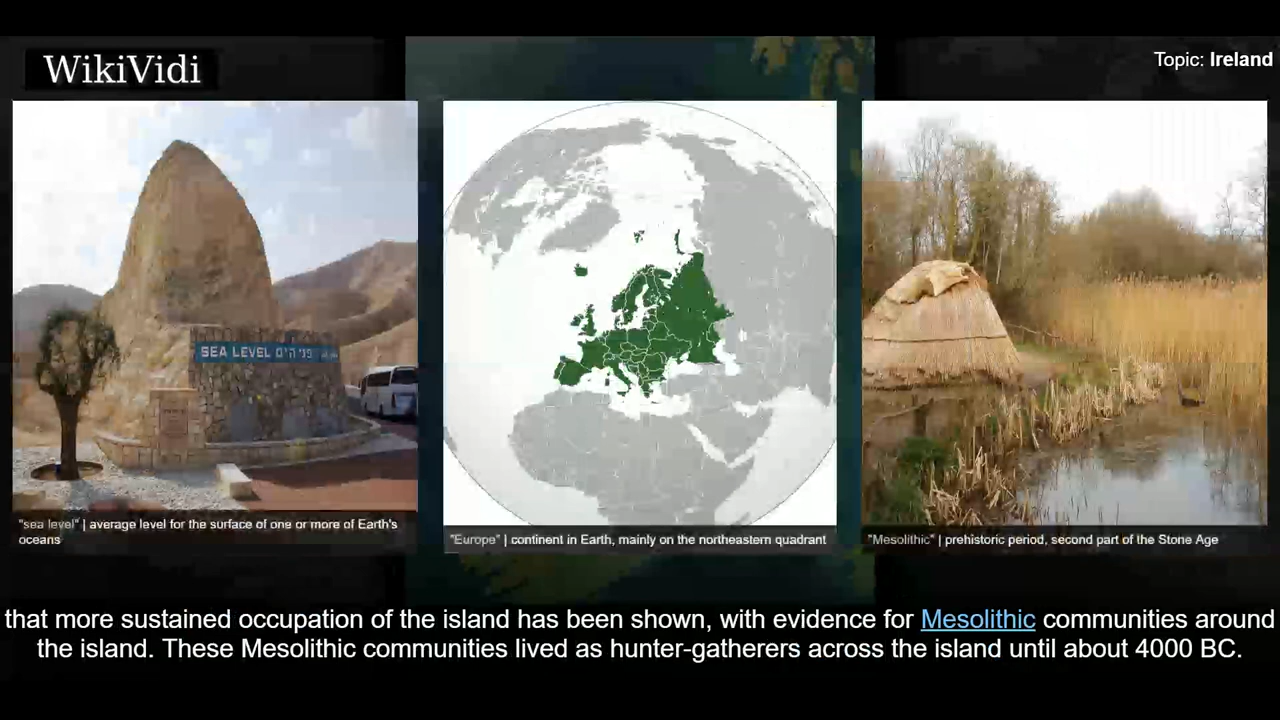 WikiVidi
Topic: Ireland
SEA LEVEL פני הים
"sea level" | average level for the surface of one or more of Earth's
oceans
"Europe" | continent in Earth, mainly on the northeastern quadrant
"Mesolithic" | prehistoric period, second part of the Stone Age
that more sustained occupation of the island has been shown, with evidence for Mesolithic communities around
the island. These Mesolithic communities lived as hunter-gatherers across the island until about 4000 BC.